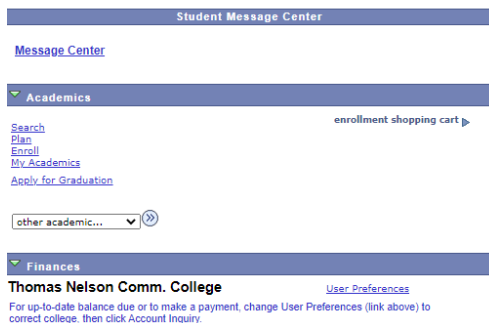 Student Message Center
Message Center
Academics
Search
enrollment shopping cart
Plan
Enroll
My Academics
Apply for Graduation
other academic...
Finances
Thomas Nelson Comm. College
User Preferences
For up-to-date balance due or to make a payment, change User Preferences (link above) to
correct college, then click Account Inquiry.